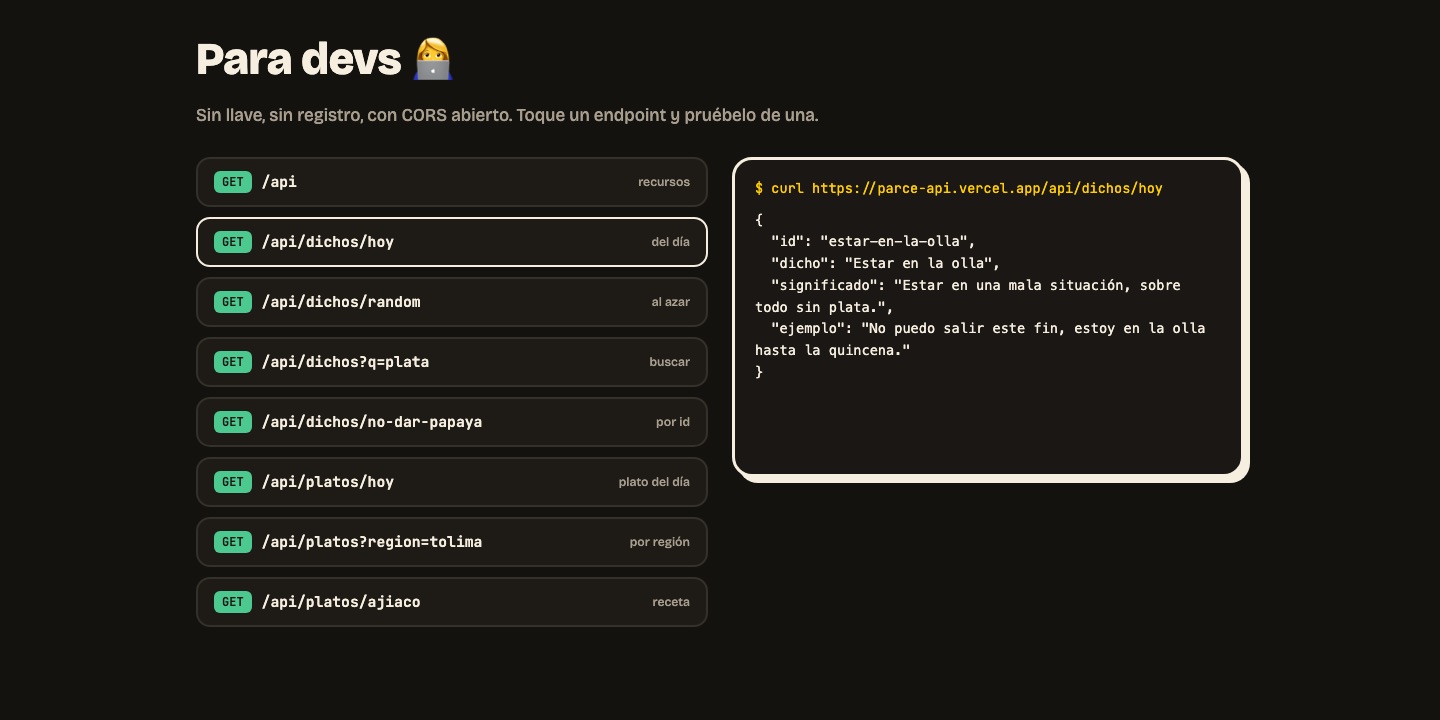 Para devs
Sin llave, sin registro, con CORS abierto. Toque un endpoint y pruébelo de una.
GET /api recursos
GET /api/dichos/hoy del día
GET /api/dichos/random al azar
GET /api/dichos?q=plata buscar
GET /api/dichos/no-dar-papaya por id
GET /api/platos/hoy plato del día
GET /api/platos?region=tolima por región
GET /api/platos/ajiaco receta
$ curl https://parce-api.vercel.app/api/dichos/hoy
{
  "id": "estar-en-la-olla",
  "dicho": "Estar en la olla",
  "significado": "Estar en una mala situación, sobre
todo sin plata.",
  "ejemplo": "No puedo salir este fin, estoy en la olla
hasta la quincena."
}